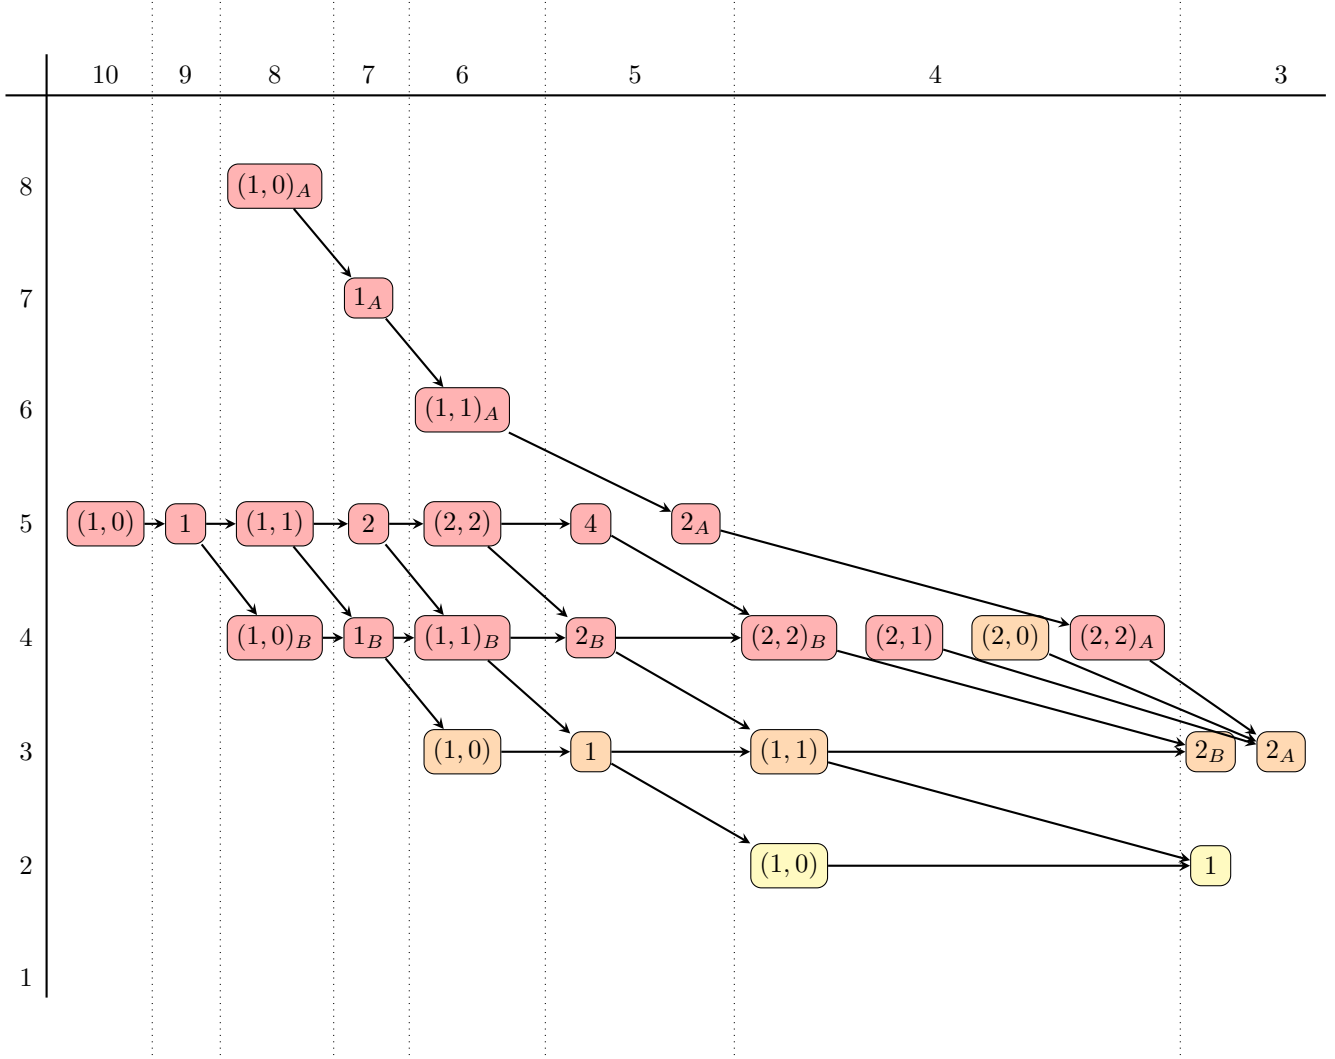 10 9 8 7 6 5 4 3
8 (1, 0)_A
7 1_A
6 (1, 1)_A
5 (1, 0) 1 (1, 1) 2 (2, 2) 4 2_A
4 (1, 0)_B 1_B (1, 1)_B 2_B (2, 2)_B (2, 1) (2, 0) (2, 2)_A
3 (1, 0) 1 (1, 1) 2_B 2_A
2 (1, 0) 1
1